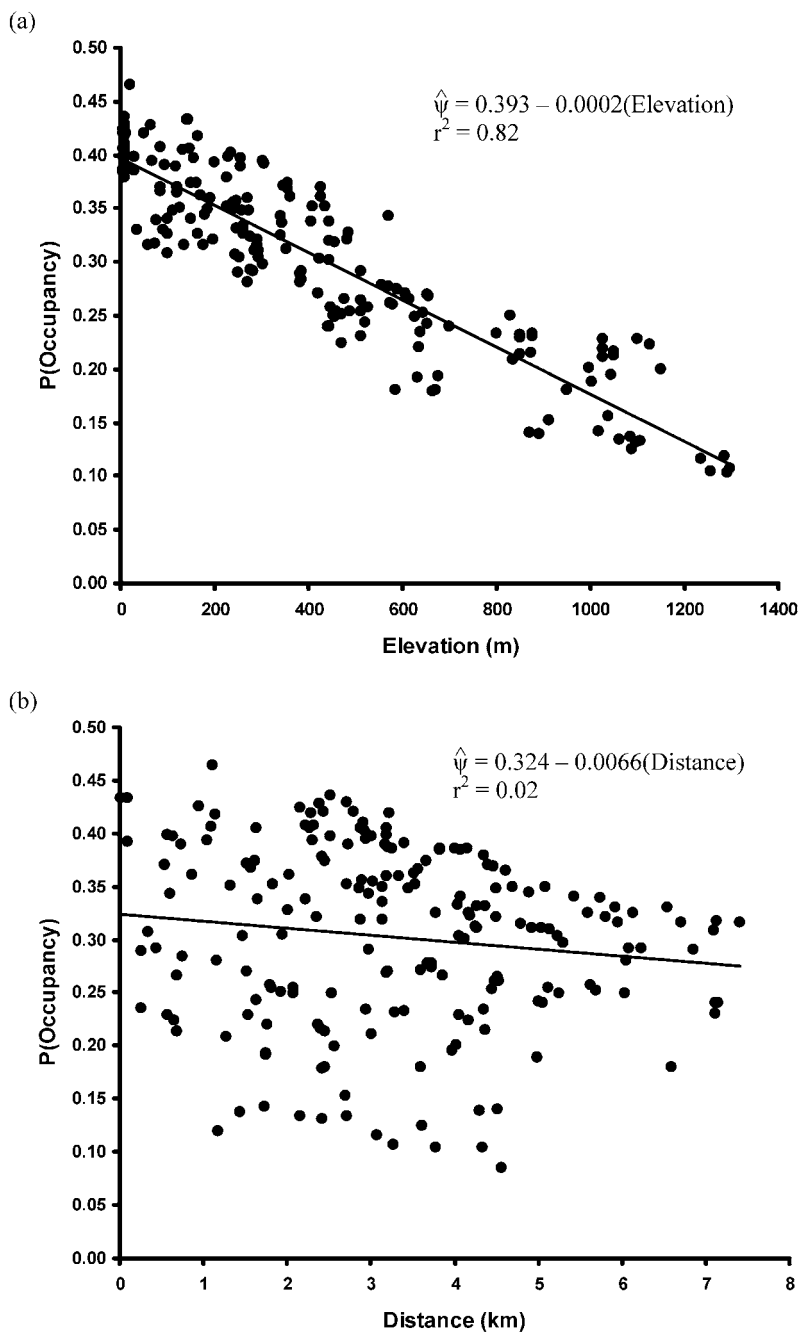 (a)
0.50
0.45
0.40
0.35
0.30
0.25
0.20
0.15
0.10
0.05
0.00
P(Occupancy)
ψ̂ = 0.393 – 0.0002(Elevation)
r² = 0.82
0 200 400 600 800 1000 1200 1400
Elevation (m)
(b)
0.50
0.45
0.40
0.35
0.30
0.25
0.20
0.15
0.10
0.05
0.00
P(Occupancy)
ψ̂ = 0.324 – 0.0066(Distance)
r² = 0.02
0 1 2 3 4 5 6 7 8
Distance (km)